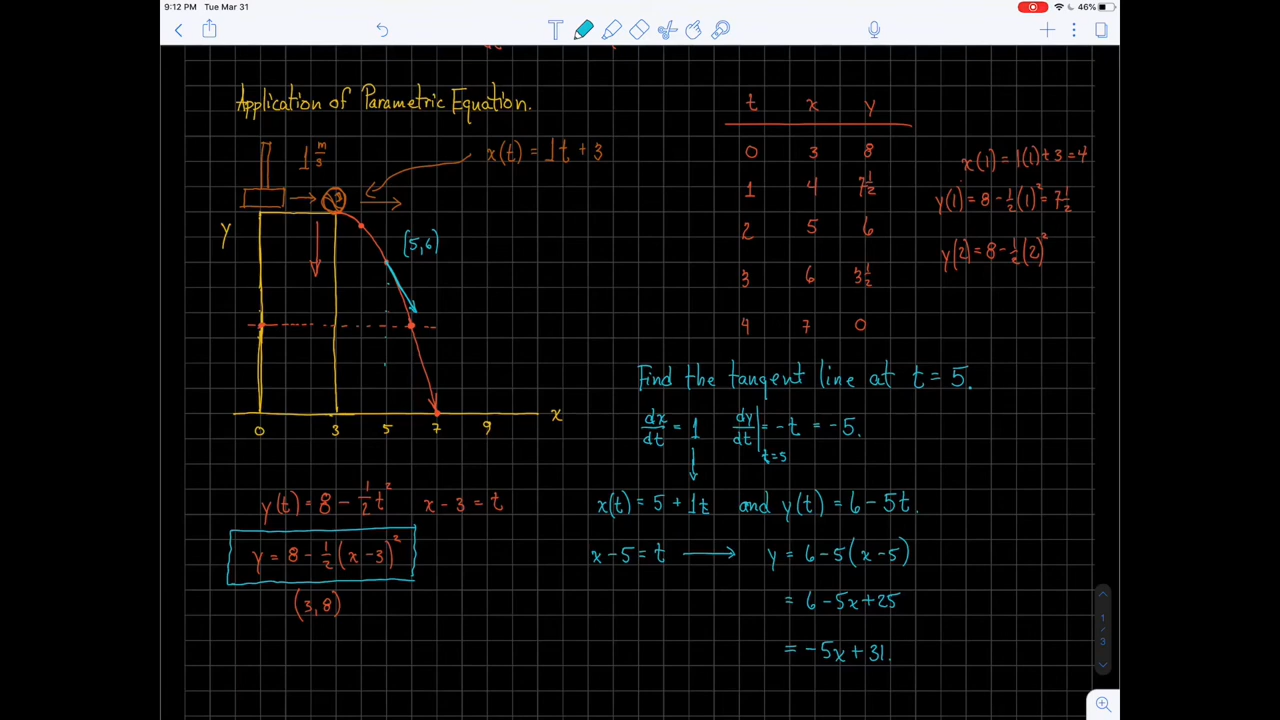 9:12 PM Tue Mar 31
46%
T
Application of Parametric Equation.
1 m/s
x(t) = 1t + 3
y
(5,6)
0 3 5 7 9 x
y(t) = 8 - 1/2 t² x - 3 = t
y = 8 - 1/2 (x - 3)²
(3, 8)
t x y
0 3 8
1 4 7 1/2
2 5 6
3 6 3 1/2
4 7 0
x(1) = 1(1) + 3 = 4
y(1) = 8 - 1/2 (1)² = 7 1/2
y(2) = 8 - 1/2 (2)²
Find the tangent line at t = 5.
dx/dt = 1 dy/dt | t=5 = -t = -5.
x(t) = 5 + 1t and y(t) = 6 - 5t.
x - 5 = t → y = 6 - 5(x - 5)
= 6 - 5x + 25
= -5x + 31.
1
3